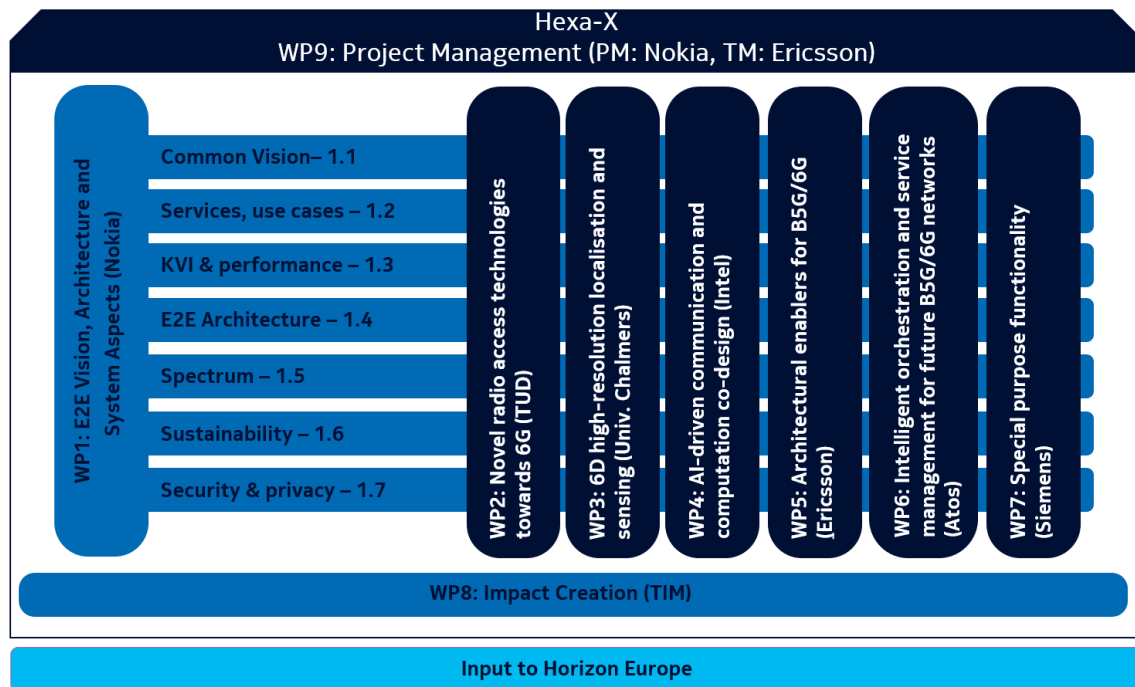 Hexa-X
WP9: Project Management (PM: Nokia, TM: Ericsson)
WP1: E2E Vision, Architecture and
System Aspects (Nokia)
Common Vision– 1.1
Services, use cases – 1.2
KVI & performance – 1.3
E2E Architecture – 1.4
Spectrum – 1.5
Sustainability – 1.6
Security & privacy – 1.7
WP2: Novel radio access technologies
towards 6G (TUD)
WP3: 6D high-resolution localisation and
sensing (Univ. Chalmers)
WP4: AI-driven communication and
computation co-design (Intel)
WP5: Architectural enablers for B5G/6G
(Ericsson)
WP6: Intelligent orchestration and service
management for future B5G/6G networks
(Atos)
WP7: Special purpose functionality
(Siemens)
WP8: Impact Creation (TIM)
Input to Horizon Europe